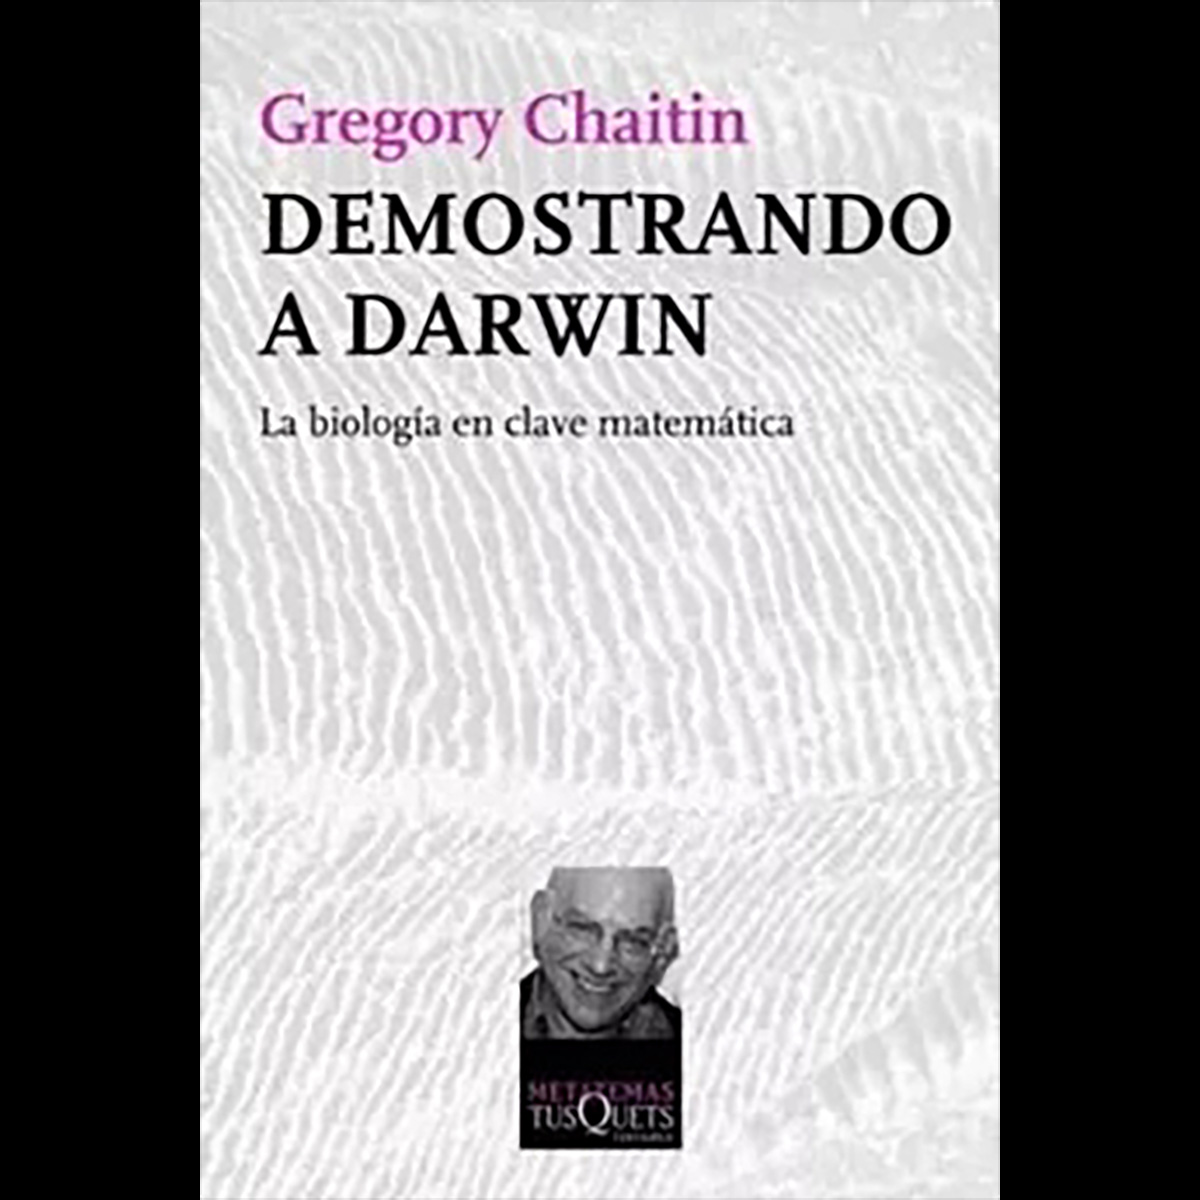 Gregory Chaitin
DEMOSTRANDO
A DARWIN
La biología en clave matemática
METATEMAS
TUSQUETS